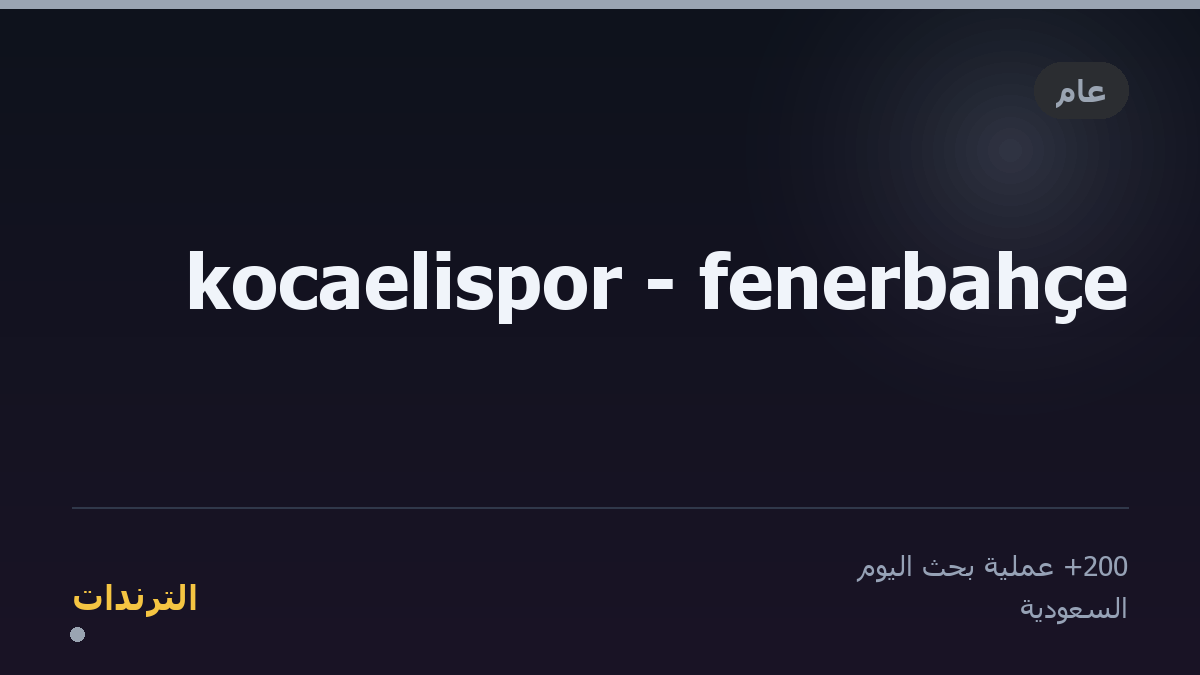 عام
kocaelispor - fenerbahçe
200+ عملية بحث اليوم
السعودية
الترندات